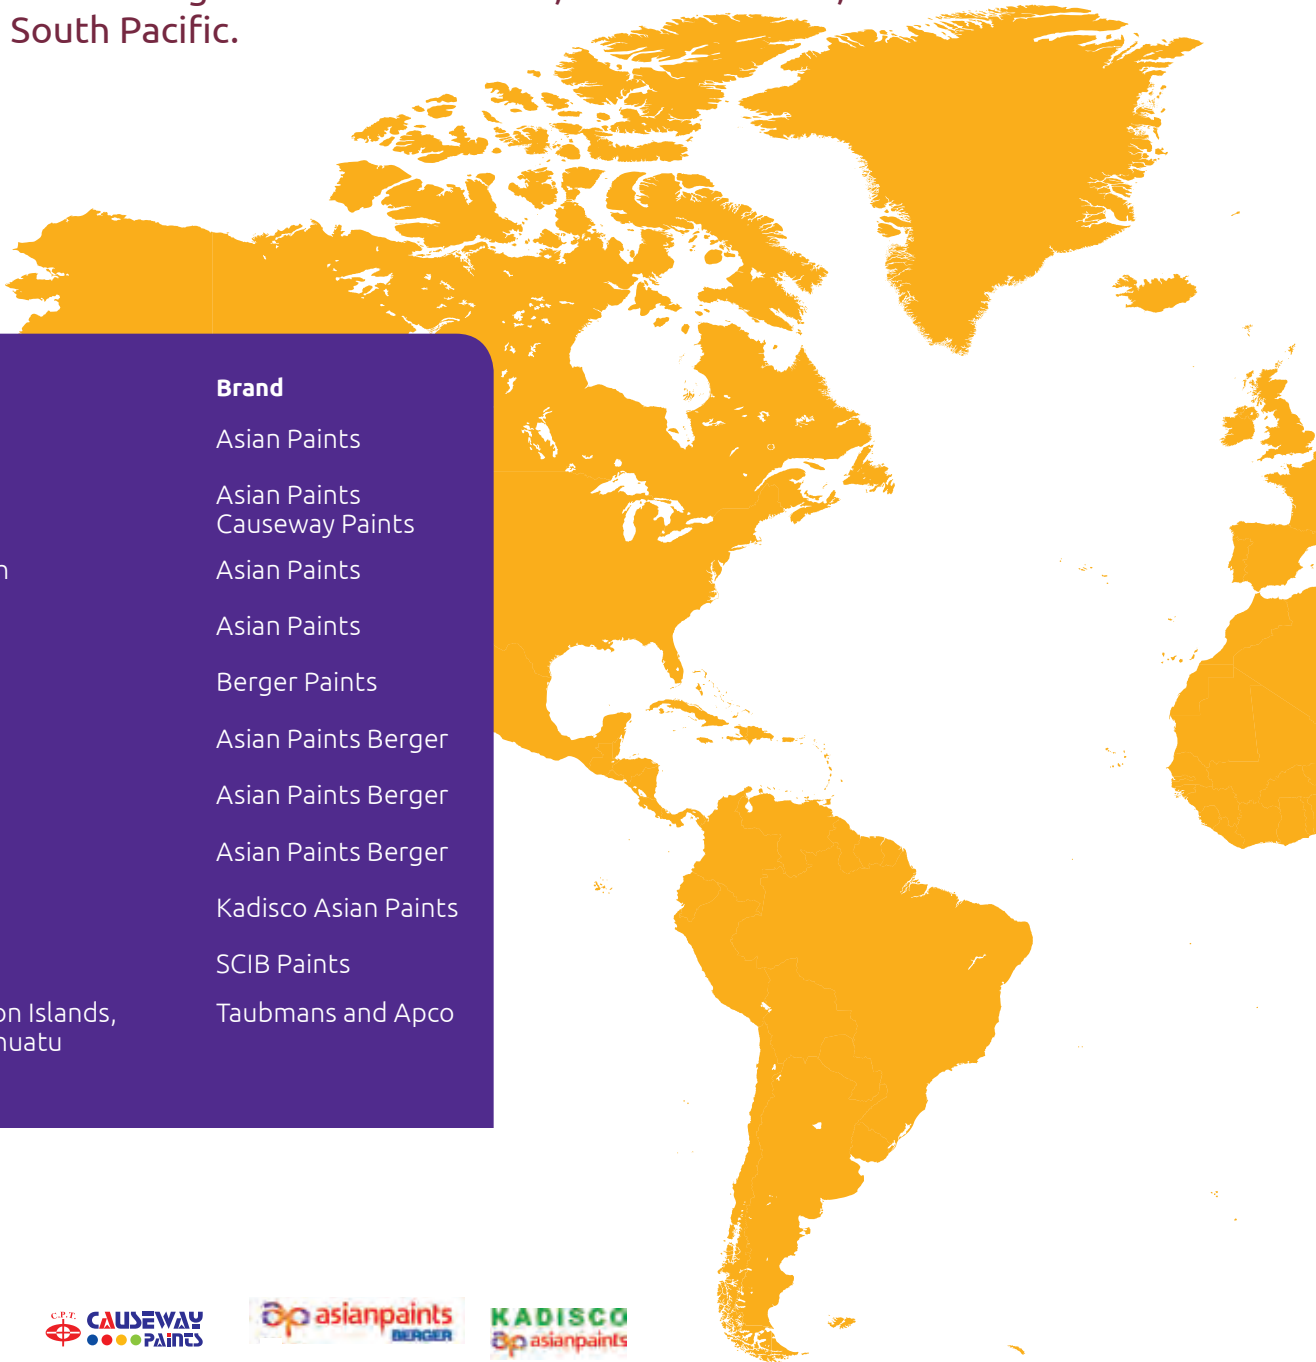 South Pacific.
Brand
Asian Paints
Asian Paints
Causeway Paints
n
Asian Paints
Asian Paints
Berger Paints
Asian Paints Berger
Asian Paints Berger
Asian Paints Berger
Kadisco Asian Paints
SCIB Paints
on Islands,
nuatu
Taubmans and Apco
C.P.T. CAUSEWAY
PAINTS
ap asianpaints
BERGER
KADISCO
ap asianpaints